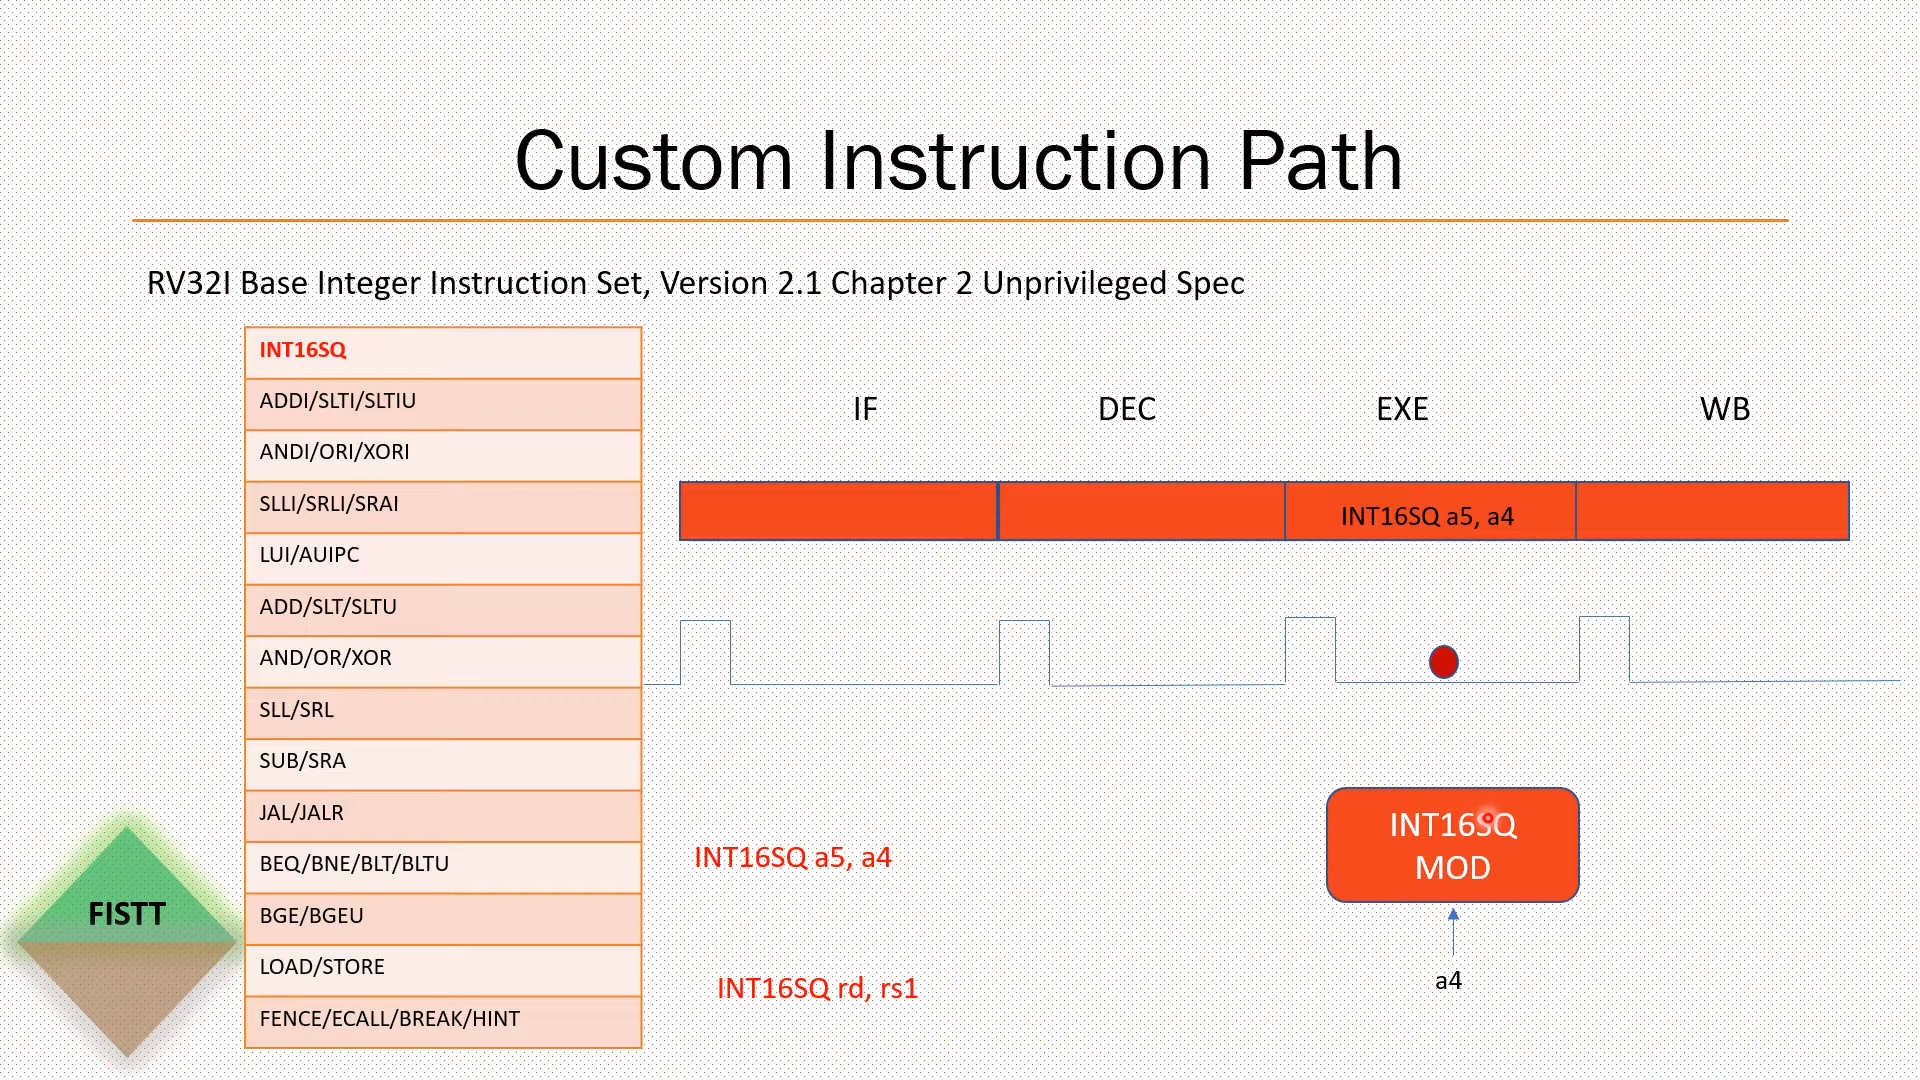 Custom Instruction Path
RV32I Base Integer Instruction Set, Version 2.1 Chapter 2 Unprivileged Spec
INT16SQ
ADDI/SLTI/SLTIU
ANDI/ORI/XORI
SLLI/SRLI/SRAI
LUI/AUIPC
ADD/SLT/SLTU
AND/OR/XOR
SLL/SRL
SUB/SRA
JAL/JALR
BEQ/BNE/BLT/BLTU
BGE/BGEU
LOAD/STORE
FENCE/ECALL/BREAK/HINT
IF DEC EXE WB
INT16SQ a5, a4
INT16SQ a5, a4
INT16SQ rd, rs1
INT16SQ
MOD
a4
FISTT